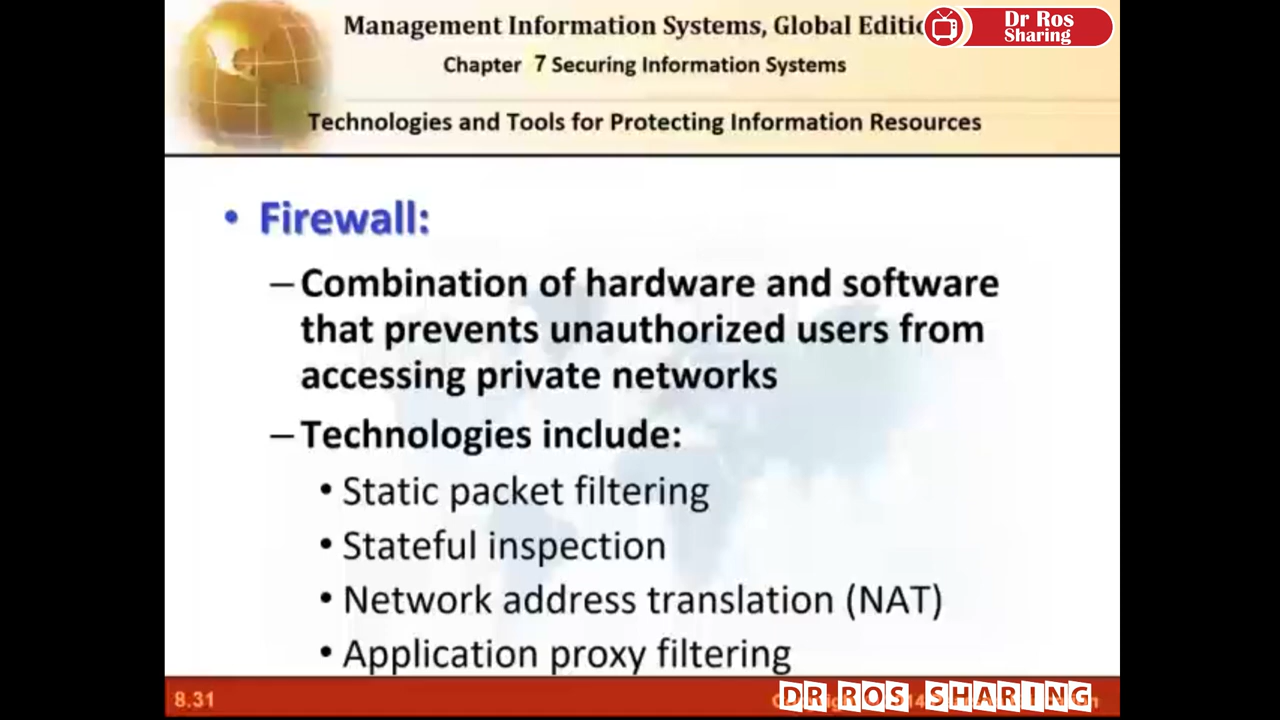 Management Information Systems, Global
Dr Ros
Sharing
Chapter 7 Securing Information Systems
Technologies and Tools for Protecting Information Resources
• Firewall:
– Combination of hardware and software
that prevents unauthorized users from
accessing private networks
– Technologies include:
• Static packet filtering
• Stateful inspection
• Network address translation (NAT)
• Application proxy filtering
8.31
DR ROS SHARING